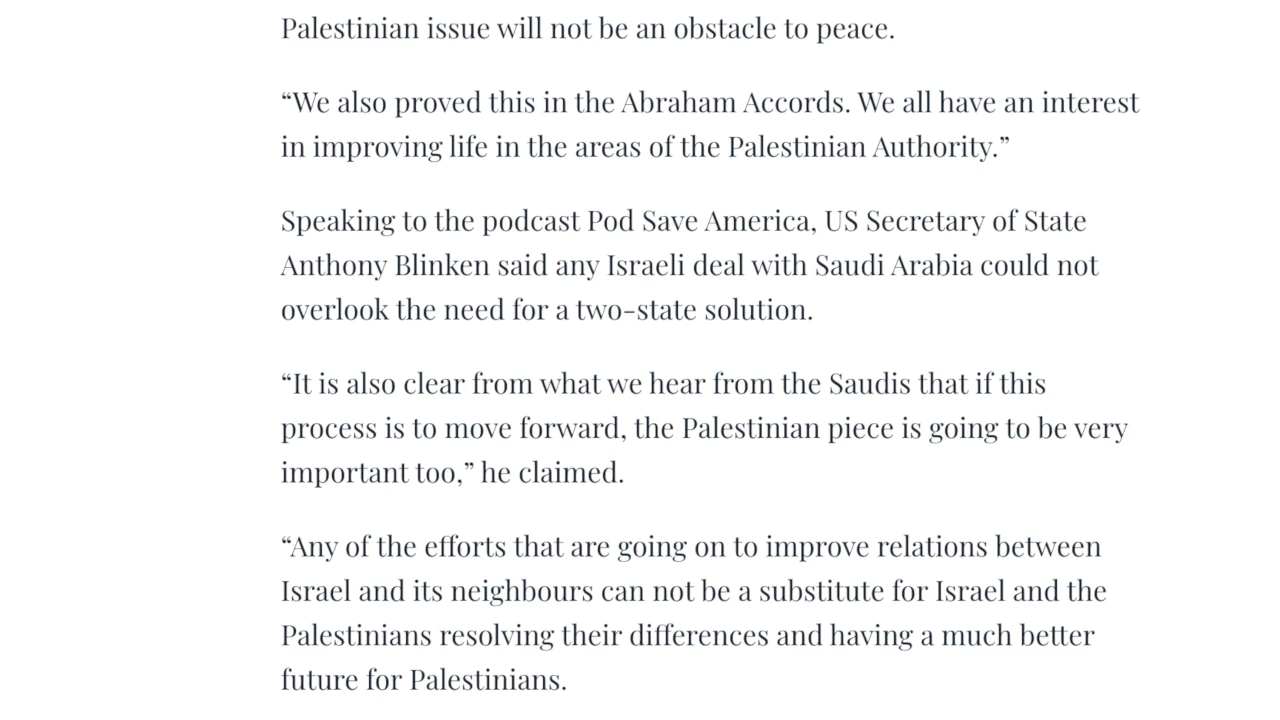 Palestinian issue will not be an obstacle to peace.
“We also proved this in the Abraham Accords. We all have an interest
in improving life in the areas of the Palestinian Authority.”
Speaking to the podcast Pod Save America, US Secretary of State
Anthony Blinken said any Israeli deal with Saudi Arabia could not
overlook the need for a two-state solution.
“It is also clear from what we hear from the Saudis that if this
process is to move forward, the Palestinian piece is going to be very
important too,” he claimed.
“Any of the efforts that are going on to improve relations between
Israel and its neighbours can not be a substitute for Israel and the
Palestinians resolving their differences and having a much better
future for Palestinians.